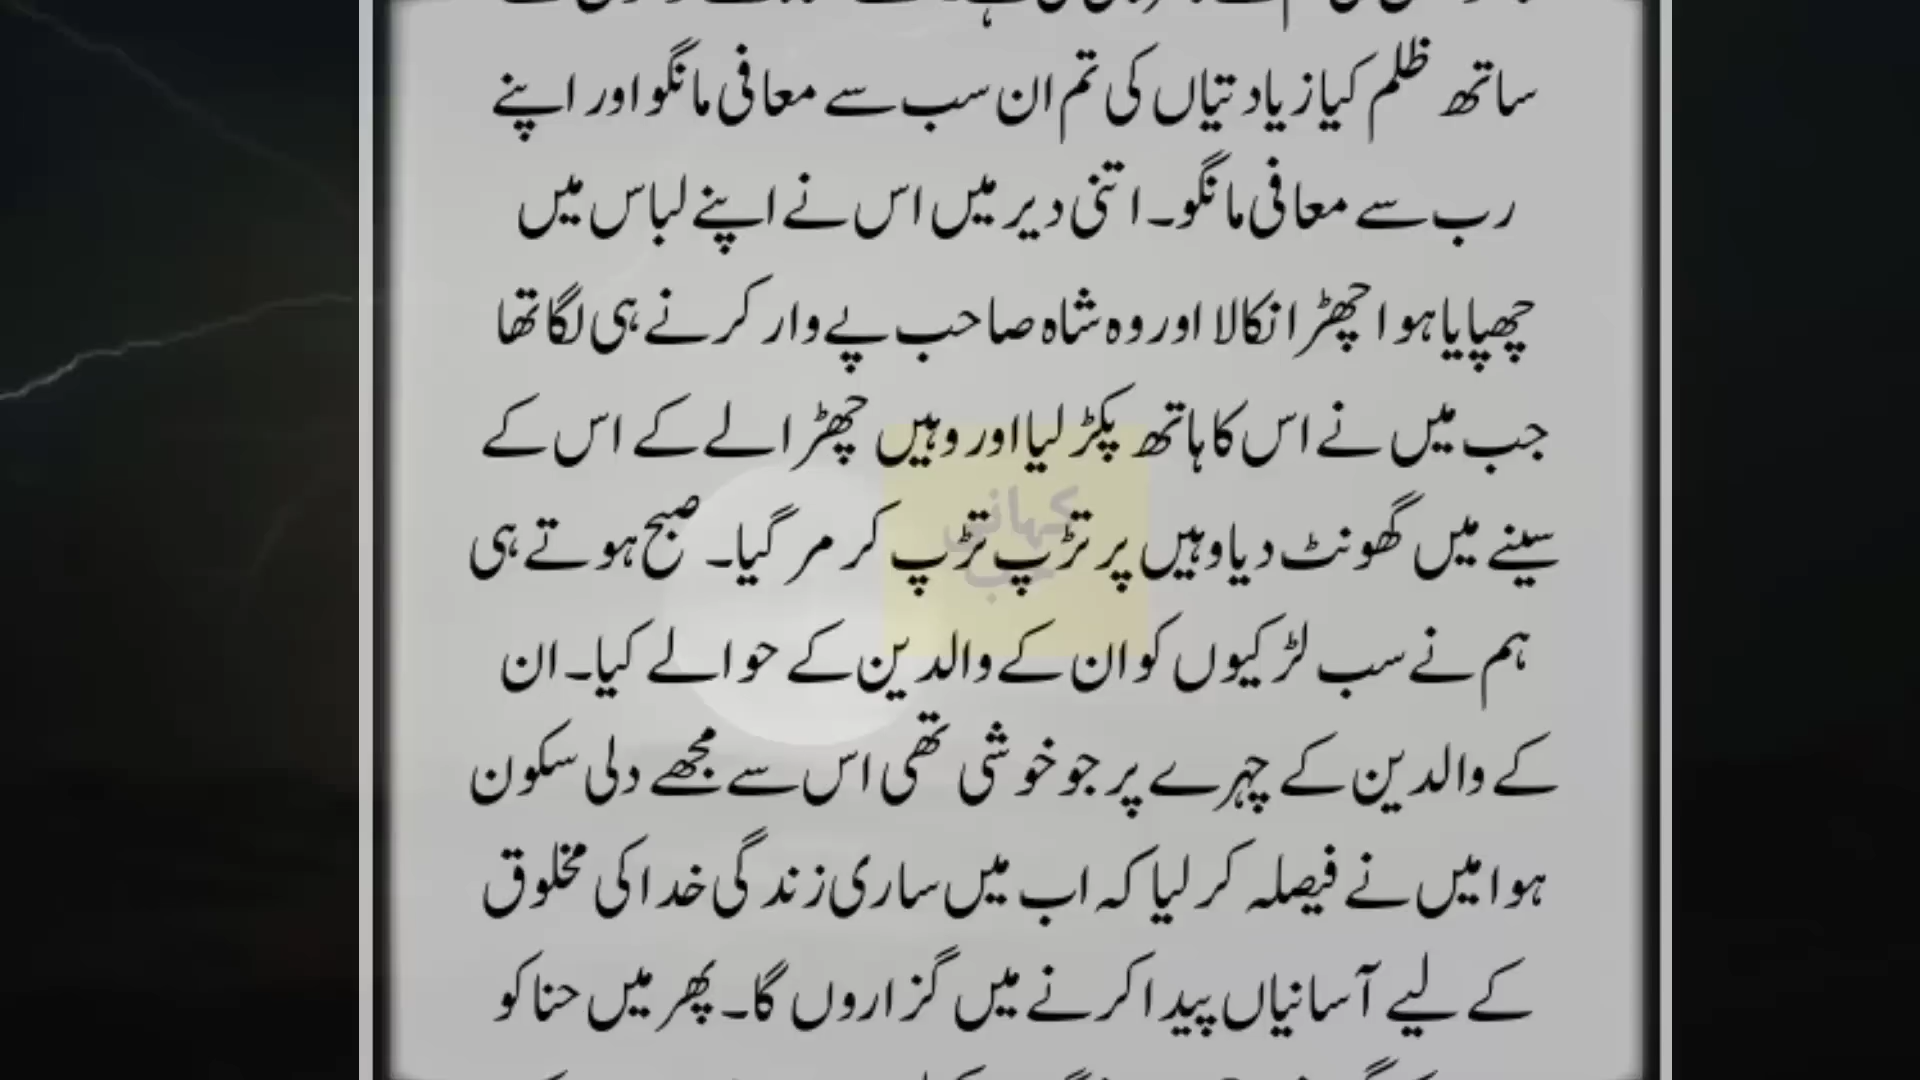 ساتھ ظلم کیا زیادتیاں کی تم ان سب سے معافی مانگو اور اپنے
رب سے معافی مانگو۔ اتنی دیر میں اس نے اپنے لباس میں
چھپایا ہوا چھڑا نکالا اور وہ شاہ صاحب پے وار کرنے ہی لگا تھا
جب میں نے اس کا ہاتھ پکڑ لیا اور وہیں چھڑا لے کے اس کے
سینے میں گھونٹ دیا وہیں پر تڑپ تڑپ کر مر گیا۔ صبح ہوتے ہی
ہم نے سب لڑکیوں کو ان کے والدین کے حوالے کیا۔ ان
کے والدین کے چہرے پر جو خوشی تھی اس سے مجھے دلی سکون
ہوا میں نے فیصلہ کر لیا کہ اب میں ساری زندگی خدا کی مخلوق
کے لیے آسانیاں پیدا کرنے میں گزاروں گا۔ پھر میں حنا کو
کہانی